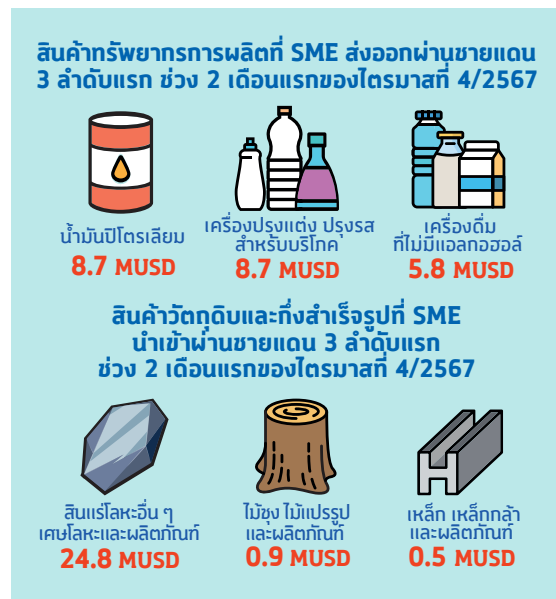 สินค้าทรัพยากรการผลิตที่ SME ส่งออกผ่านชายแดน
3 ลำดับแรก ช่วง 2 เดือนแรกของไตรมาสที่ 4/2567
น้ำมันปิโตรเลียม
8.7 MUSD
เครื่องปรุงแต่ง ปรุงรส
สำหรับบริโภค
8.7 MUSD
เครื่องดื่ม
ที่ไม่มีแอลกอฮอล์
5.8 MUSD
สินค้าวัตถุดิบและกึ่งสำเร็จรูปที่ SME
นำเข้าผ่านชายแดน 3 ลำดับแรก
ช่วง 2 เดือนแรกของไตรมาสที่ 4/2567
สินแร่โลหะอื่น ๆ
เศษโลหะและผลิตภัณฑ์
24.8 MUSD
ไม้ซุง ไม้แปรรูป
และผลิตภัณฑ์
0.9 MUSD
เหล็ก เหล็กกล้า
และผลิตภัณฑ์
0.5 MUSD